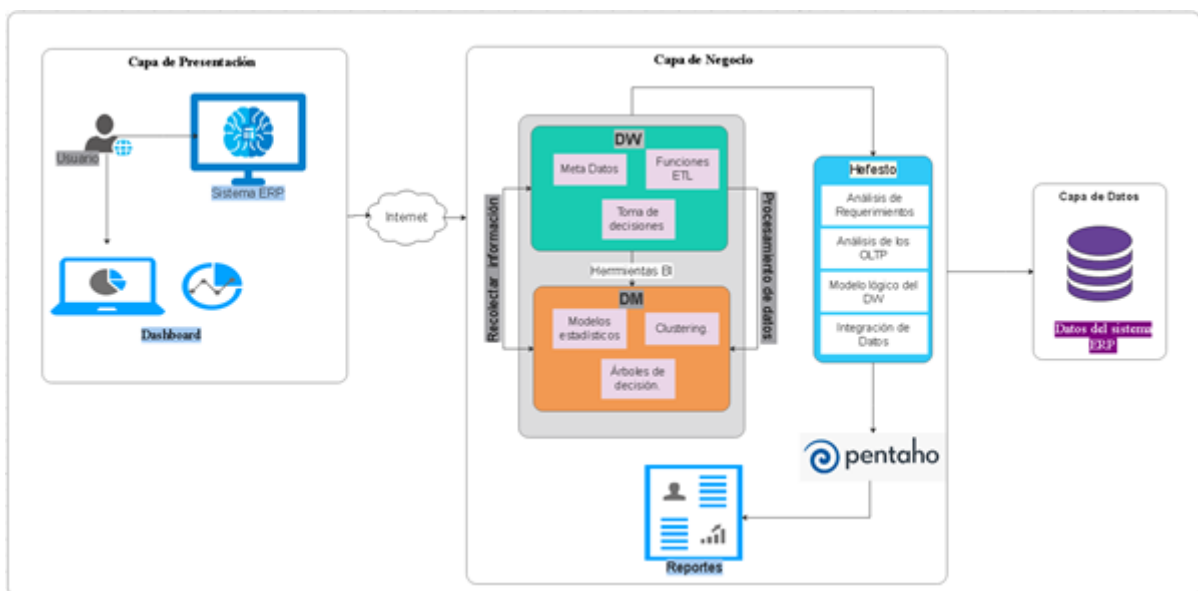 Capa de Presentación
Usuario
Sistema ERP
Dashboard
Internet
Capa de Negocio
Recolectar información
DW
Meta Datos
Funciones
ETL
Toma de
decisiones
Herrmientas BI
DM
Modelos
estadísticos
Clustering.
Árboles de
decisión.
Procesamiento de datos
Hefesto
Análisis de
Requerimientos
Análisis de los
OLTP
Modelo lógico del
DW
Integración de
Datos
pentaho
Reportes
Capa de Datos
Datos del sistema
ERP